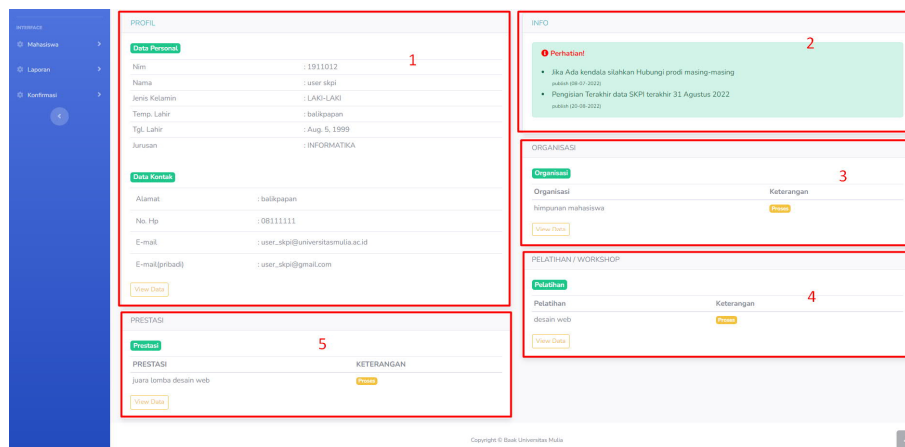 INTERFACE
Mahasiswa
Laporan
Konfirmasi
PROFIL
1
Data Personal
Nim : 1911012
Nama : user skpi
Jenis Kelamin : LAKI-LAKI
Temp. Lahir : balikpapan
Tgl. Lahir : Aug. 5, 1999
Jurusan : INFORMATIKA
Data Kontak
Alamat : balikpapan
No. Hp : 08111111
E-mail : user_skpi@universitasmulia.ac.id
E-mail(pribadi) : user_skpi@gmail.com
View Data
PRESTASI
5
Prestasi
PRESTASI KETERANGAN
juara lomba desain web Proses
View Data
INFO
2
Perhatian!
Jika Ada kendala silahkan Hubungi prodi masing-masing
publish (08-07-2022)
Pengisian Terakhir data SKPI terakhir 31 Agustus 2022
publish (20-08-2022)
ORGANISASI
3
Organisasi
Organisasi Keterangan
himpunan mahasiswa Proses
View Data
PELATIHAN / WORKSHOP
4
Pelatihan
Pelatihan Keterangan
desain web Proses
View Data
Copyright © Baak Universitas Mulia